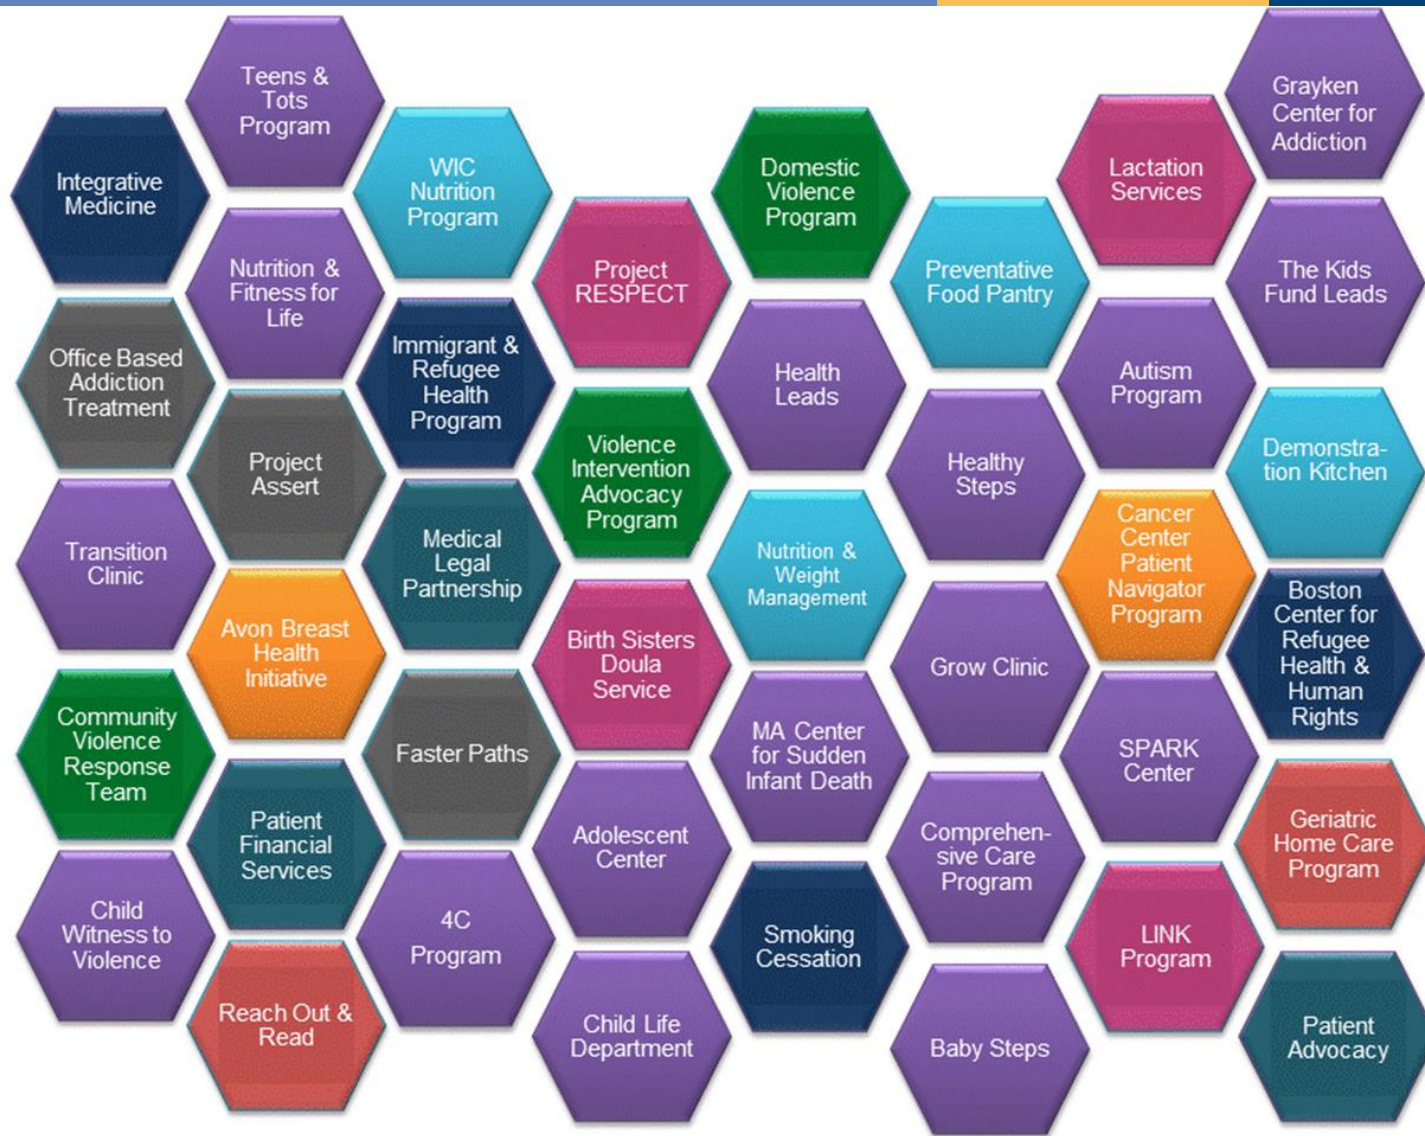 Teens &
Tots
Program
Grayken
Center for
Addiction
Integrative
Medicine
WIC
Nutrition
Program
Domestic
Violence
Program
Lactation
Services
Nutrition &
Fitness for
Life
Project
RESPECT
Preventative
Food Pantry
The Kids
Fund Leads
Office Based
Addiction
Treatment
Immigrant &
Refugee
Health
Program
Health
Leads
Autism
Program
Project
Assert
Violence
Intervention
Advocacy
Program
Healthy
Steps
Demonstra-
tion Kitchen
Transition
Clinic
Medical
Legal
Partnership
Nutrition &
Weight
Management
Cancer
Center
Patient
Navigator
Program
Avon Breast
Health
Initiative
Birth Sisters
Doula
Service
Grow Clinic
Boston
Center for
Refugee
Health &
Human
Rights
Community
Violence
Response
Team
Faster Paths
MA Center
for Sudden
Infant Death
SPARK
Center
Patient
Financial
Services
Adolescent
Center
Comprehen-
sive Care
Program
Geriatric
Home Care
Program
Child
Witness to
Violence
4C
Program
Smoking
Cessation
LINK
Program
Reach Out &
Read
Child Life
Department
Baby Steps
Patient
Advocacy